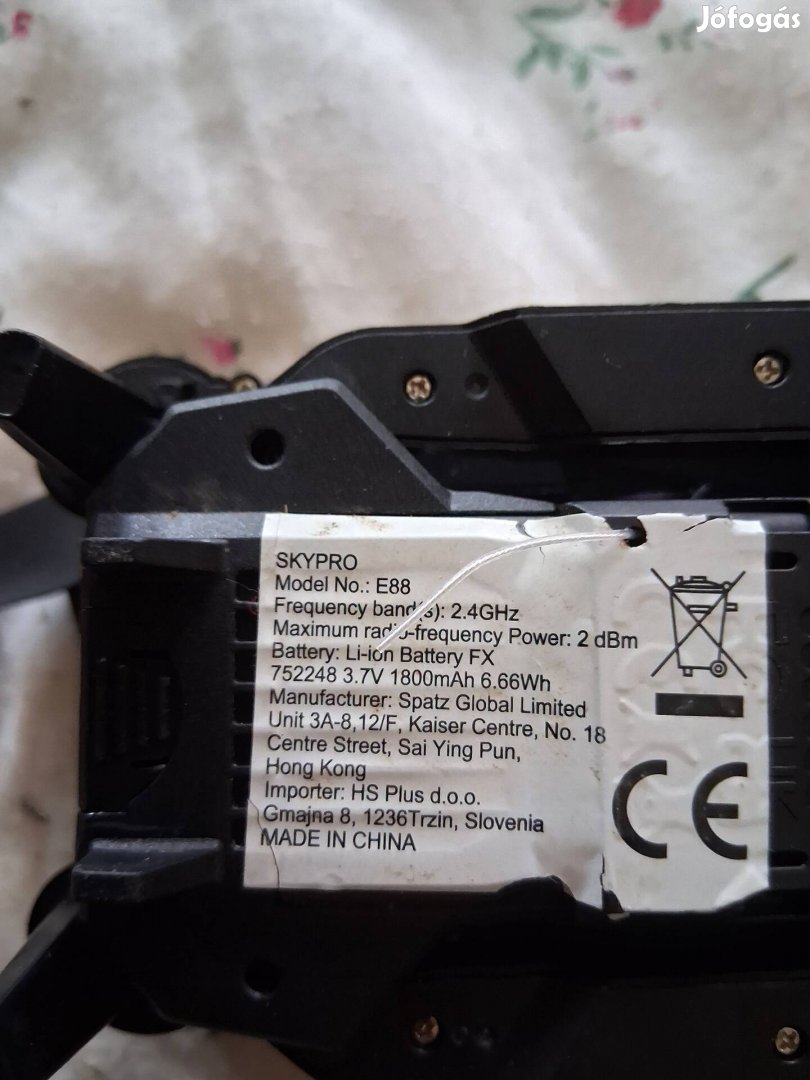 Jófogás
SKYPRO
Model No.: E88
Frequency band(s): 2.4GHz
Maximum radio-frequency Power: 2 dBm
Battery: Li-ion Battery FX
752248 3.7V 1800mAh 6.66Wh
Manufacturer: Spatz Global Limited
Unit 3A-8,12/F, Kaiser Centre, No. 18
Centre Street, Sai Ying Pun,
Hong Kong
Importer: HS Plus d.o.o.
Gmajna 8, 1236Trzin, Slovenia
MADE IN CHINA
CE